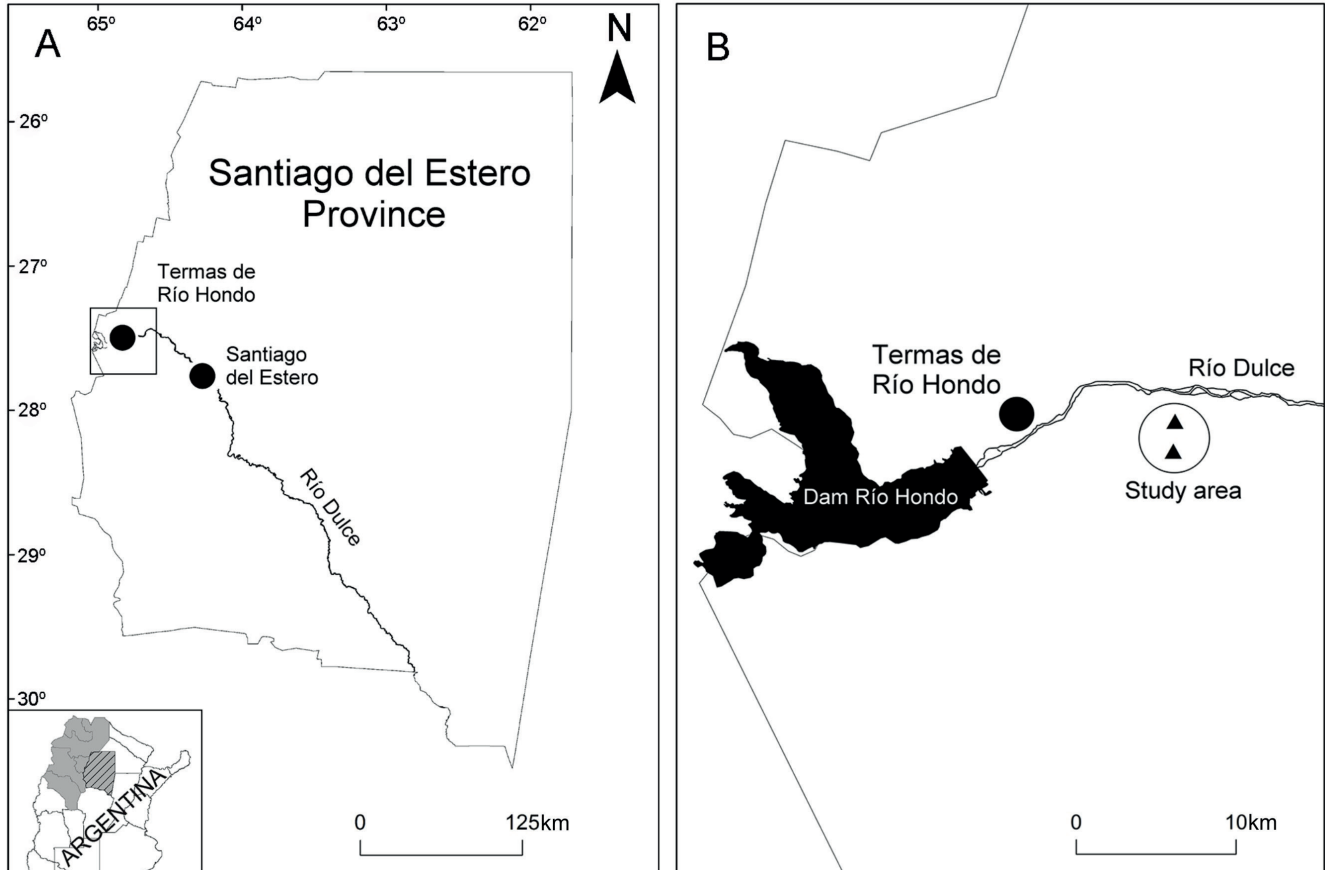 A
65º
64º
63º
62º
N
26º
27º
28º
29º
30º
Santiago del Estero
Province
Termas de
Río Hondo
Santiago
del Estero
Río Dulce
ARGENTINA
0
125km
B
Termas de
Río Hondo
Río Dulce
Dam Río Hondo
Study area
0
10km